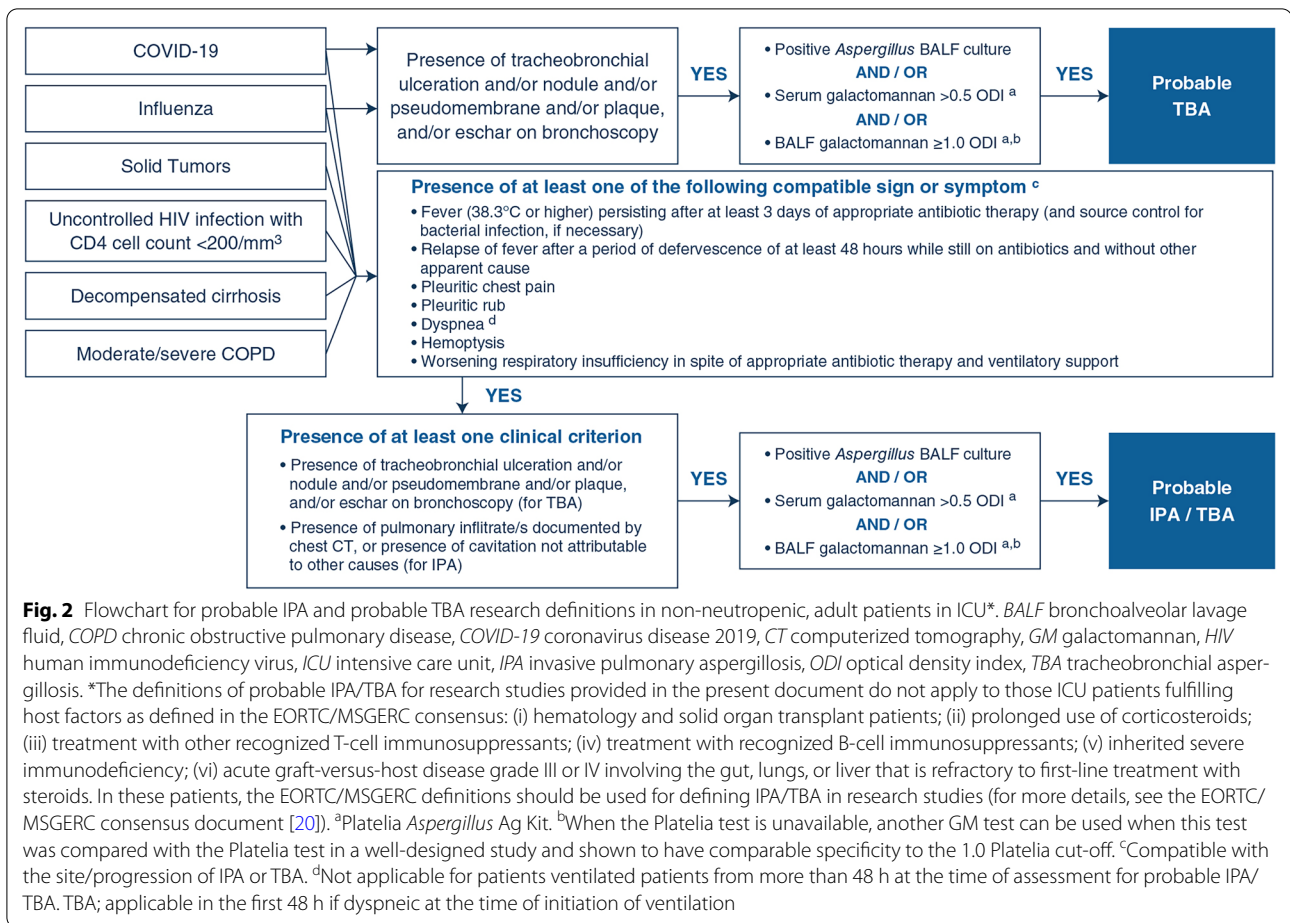 COVID-19
Influenza
Solid Tumors
Uncontrolled HIV infection with
CD4 cell count <200/mm³
Decompensated cirrhosis
Moderate/severe COPD
Presence of tracheobronchial
ulceration and/or nodule and/or
pseudomembrane and/or plaque,
and/or eschar on bronchoscopy
YES
• Positive Aspergillus BALF culture
AND / OR
• Serum galactomannan >0.5 ODI a
AND / OR
• BALF galactomannan ≥1.0 ODI a,b
YES
Probable
TBA
Presence of at least one of the following compatible sign or symptom c
• Fever (38.3°C or higher) persisting after at least 3 days of appropriate antibiotic therapy (and source control for
bacterial infection, if necessary)
• Relapse of fever after a period of defervescence of at least 48 hours while still on antibiotics and without other
apparent cause
• Pleuritic chest pain
• Pleuritic rub
• Dyspnea d
• Hemoptysis
• Worsening respiratory insufficiency in spite of appropriate antibiotic therapy and ventilatory support
YES
Presence of at least one clinical criterion
• Presence of tracheobronchial ulceration and/or
nodule and/or pseudomembrane and/or plaque,
and/or eschar on bronchoscopy (for TBA)
• Presence of pulmonary inflitrate/s documented by
chest CT, or presence of cavitation not attributable
to other causes (for IPA)
YES
• Positive Aspergillus BALF culture
AND / OR
• Serum galactomannan >0.5 ODI a
AND / OR
• BALF galactomannan ≥1.0 ODI a,b
YES
Probable
IPA / TBA
Fig. 2 Flowchart for probable IPA and probable TBA research definitions in non-neutropenic, adult patients in ICU*. BALF bronchoalveolar lavage
fluid, COPD chronic obstructive pulmonary disease, COVID-19 coronavirus disease 2019, CT computerized tomography, GM galactomannan, HIV
human immunodeficiency virus, ICU intensive care unit, IPA invasive pulmonary aspergillosis, ODI optical density index, TBA tracheobronchial asper-
gillosis. *The definitions of probable IPA/TBA for research studies provided in the present document do not apply to those ICU patients fulfilling
host factors as defined in the EORTC/MSGERC consensus: (i) hematology and solid organ transplant patients; (ii) prolonged use of corticosteroids;
(iii) treatment with other recognized T-cell immunosuppressants; (iv) treatment with recognized B-cell immunosuppressants; (v) inherited severe
immunodeficiency; (vi) acute graft-versus-host disease grade III or IV involving the gut, lungs, or liver that is refractory to first-line treatment with
steroids. In these patients, the EORTC/MSGERC definitions should be used for defining IPA/TBA in research studies (for more details, see the EORTC/
MSGERC consensus document [20]). aPlatelia Aspergillus Ag Kit. bWhen the Platelia test is unavailable, another GM test can be used when this test
was compared with the Platelia test in a well-designed study and shown to have comparable specificity to the 1.0 Platelia cut-off. cCompatible with
the site/progression of IPA or TBA. dNot applicable for patients ventilated patients from more than 48 h at the time of assessment for probable IPA/
TBA. TBA; applicable in the first 48 h if dyspneic at the time of initiation of ventilation